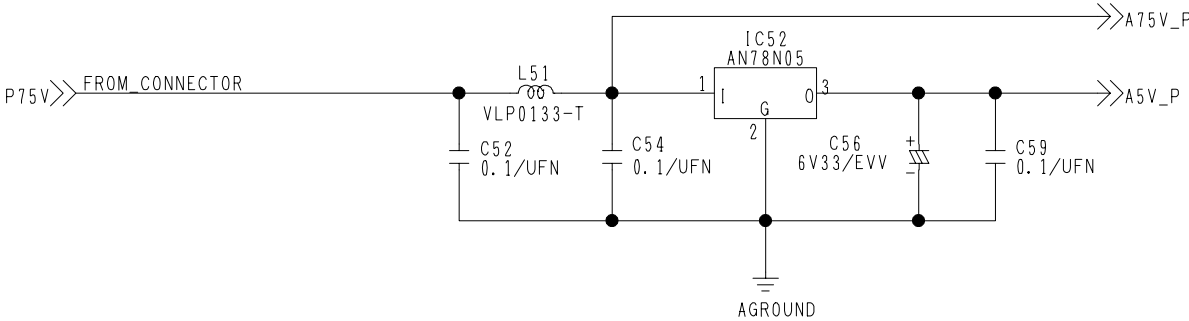 A75V_P
IC52
AN78N05
P75V
FROM_CONNECTOR
L51
VLP0133-T
1
I
G
O
3
2
A5V_P
C52
0.1/UFN
C54
0.1/UFN
C56
6V33/EVV
+
-
C59
0.1/UFN
AGROUND